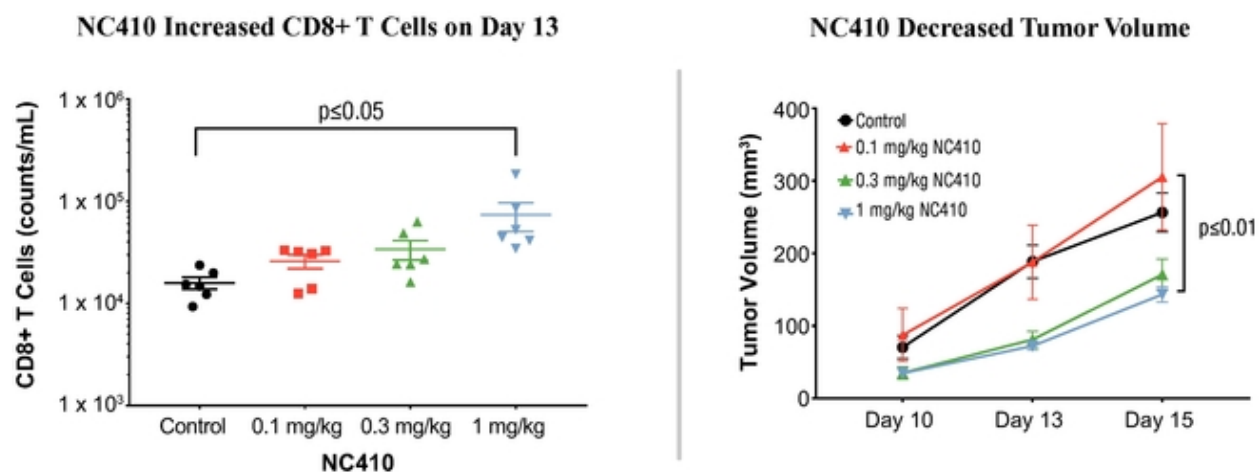 NC410 Increased CD8+ T Cells on Day 13
CD8+ T Cells (counts/mL)
1 x 10⁶
1 x 10⁵
1 x 10⁴
1 x 10³
p≤0.05
Control
0.1 mg/kg
0.3 mg/kg
1 mg/kg
NC410
NC410 Decreased Tumor Volume
Tumor Volume (mm³)
400
300
200
100
0
Control
0.1 mg/kg NC410
0.3 mg/kg NC410
1 mg/kg NC410
p≤0.01
Day 10
Day 13
Day 15